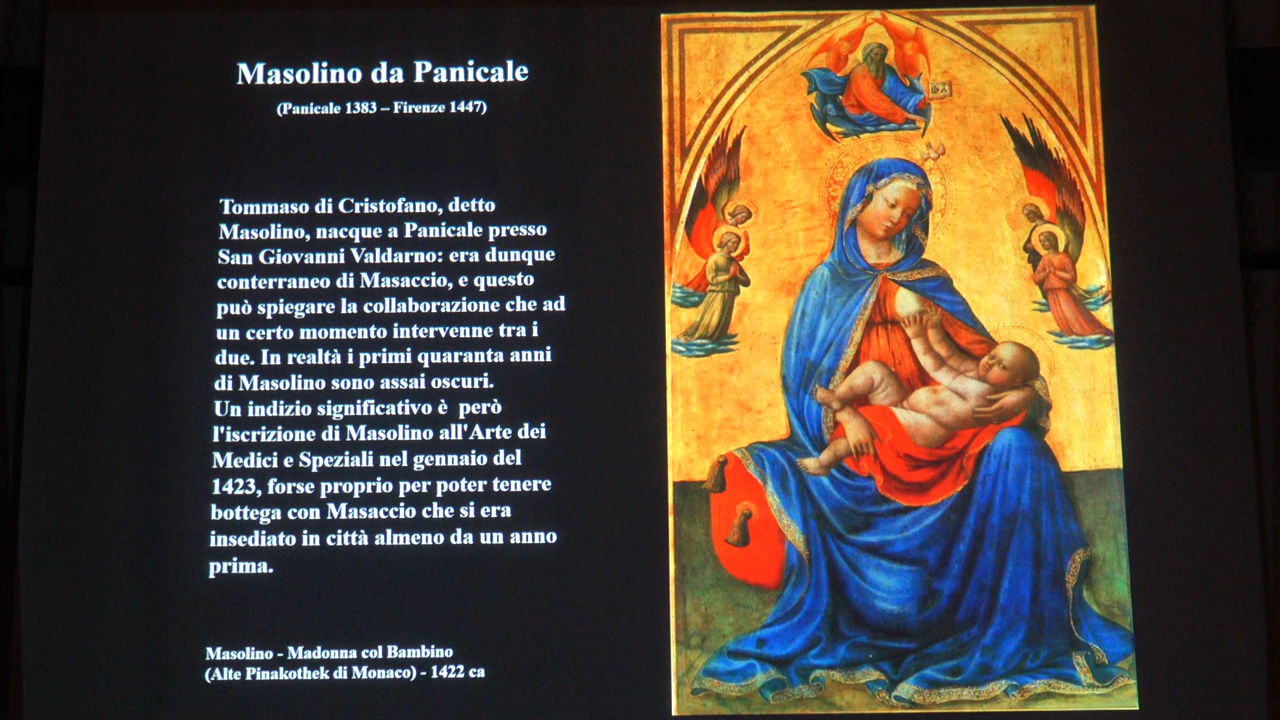 Masolino da Panicale
(Panicale 1383 – Firenze 1447)
Tommaso di Cristofano, detto
Masolino, nacque a Panicale presso
San Giovanni Valdarno: era dunque
conterraneo di Masaccio, e questo
può spiegare la collaborazione che ad
un certo momento intervenne tra i
due. In realtà i primi quaranta anni
di Masolino sono assai oscuri.
Un indizio significativo è  però
l'iscrizione di Masolino all'Arte dei
Medici e Speziali nel gennaio del
1423, forse proprio per poter tenere
bottega con Masaccio che si era
insediato in città almeno da un anno
prima.
Masolino - Madonna col Bambino
(Alte Pinakothek di Monaco) - 1422 ca